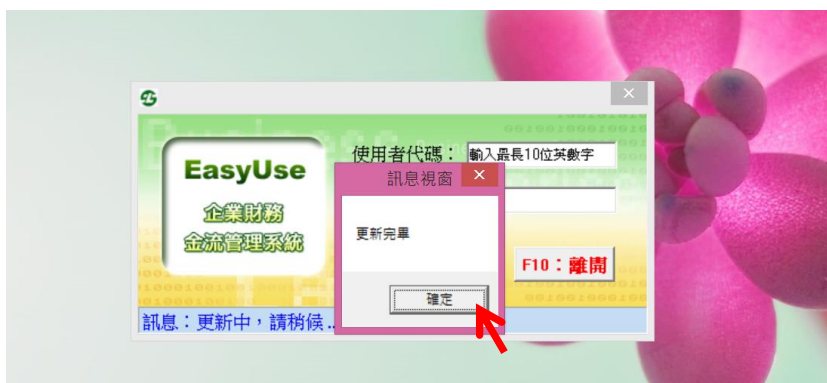 使用者代碼：
輸入最長10位英數字
EasyUse
企業財務
金流管理系統
訊息視窗
更新完畢
確定
F10：離開
訊息：更新中，請稍候..